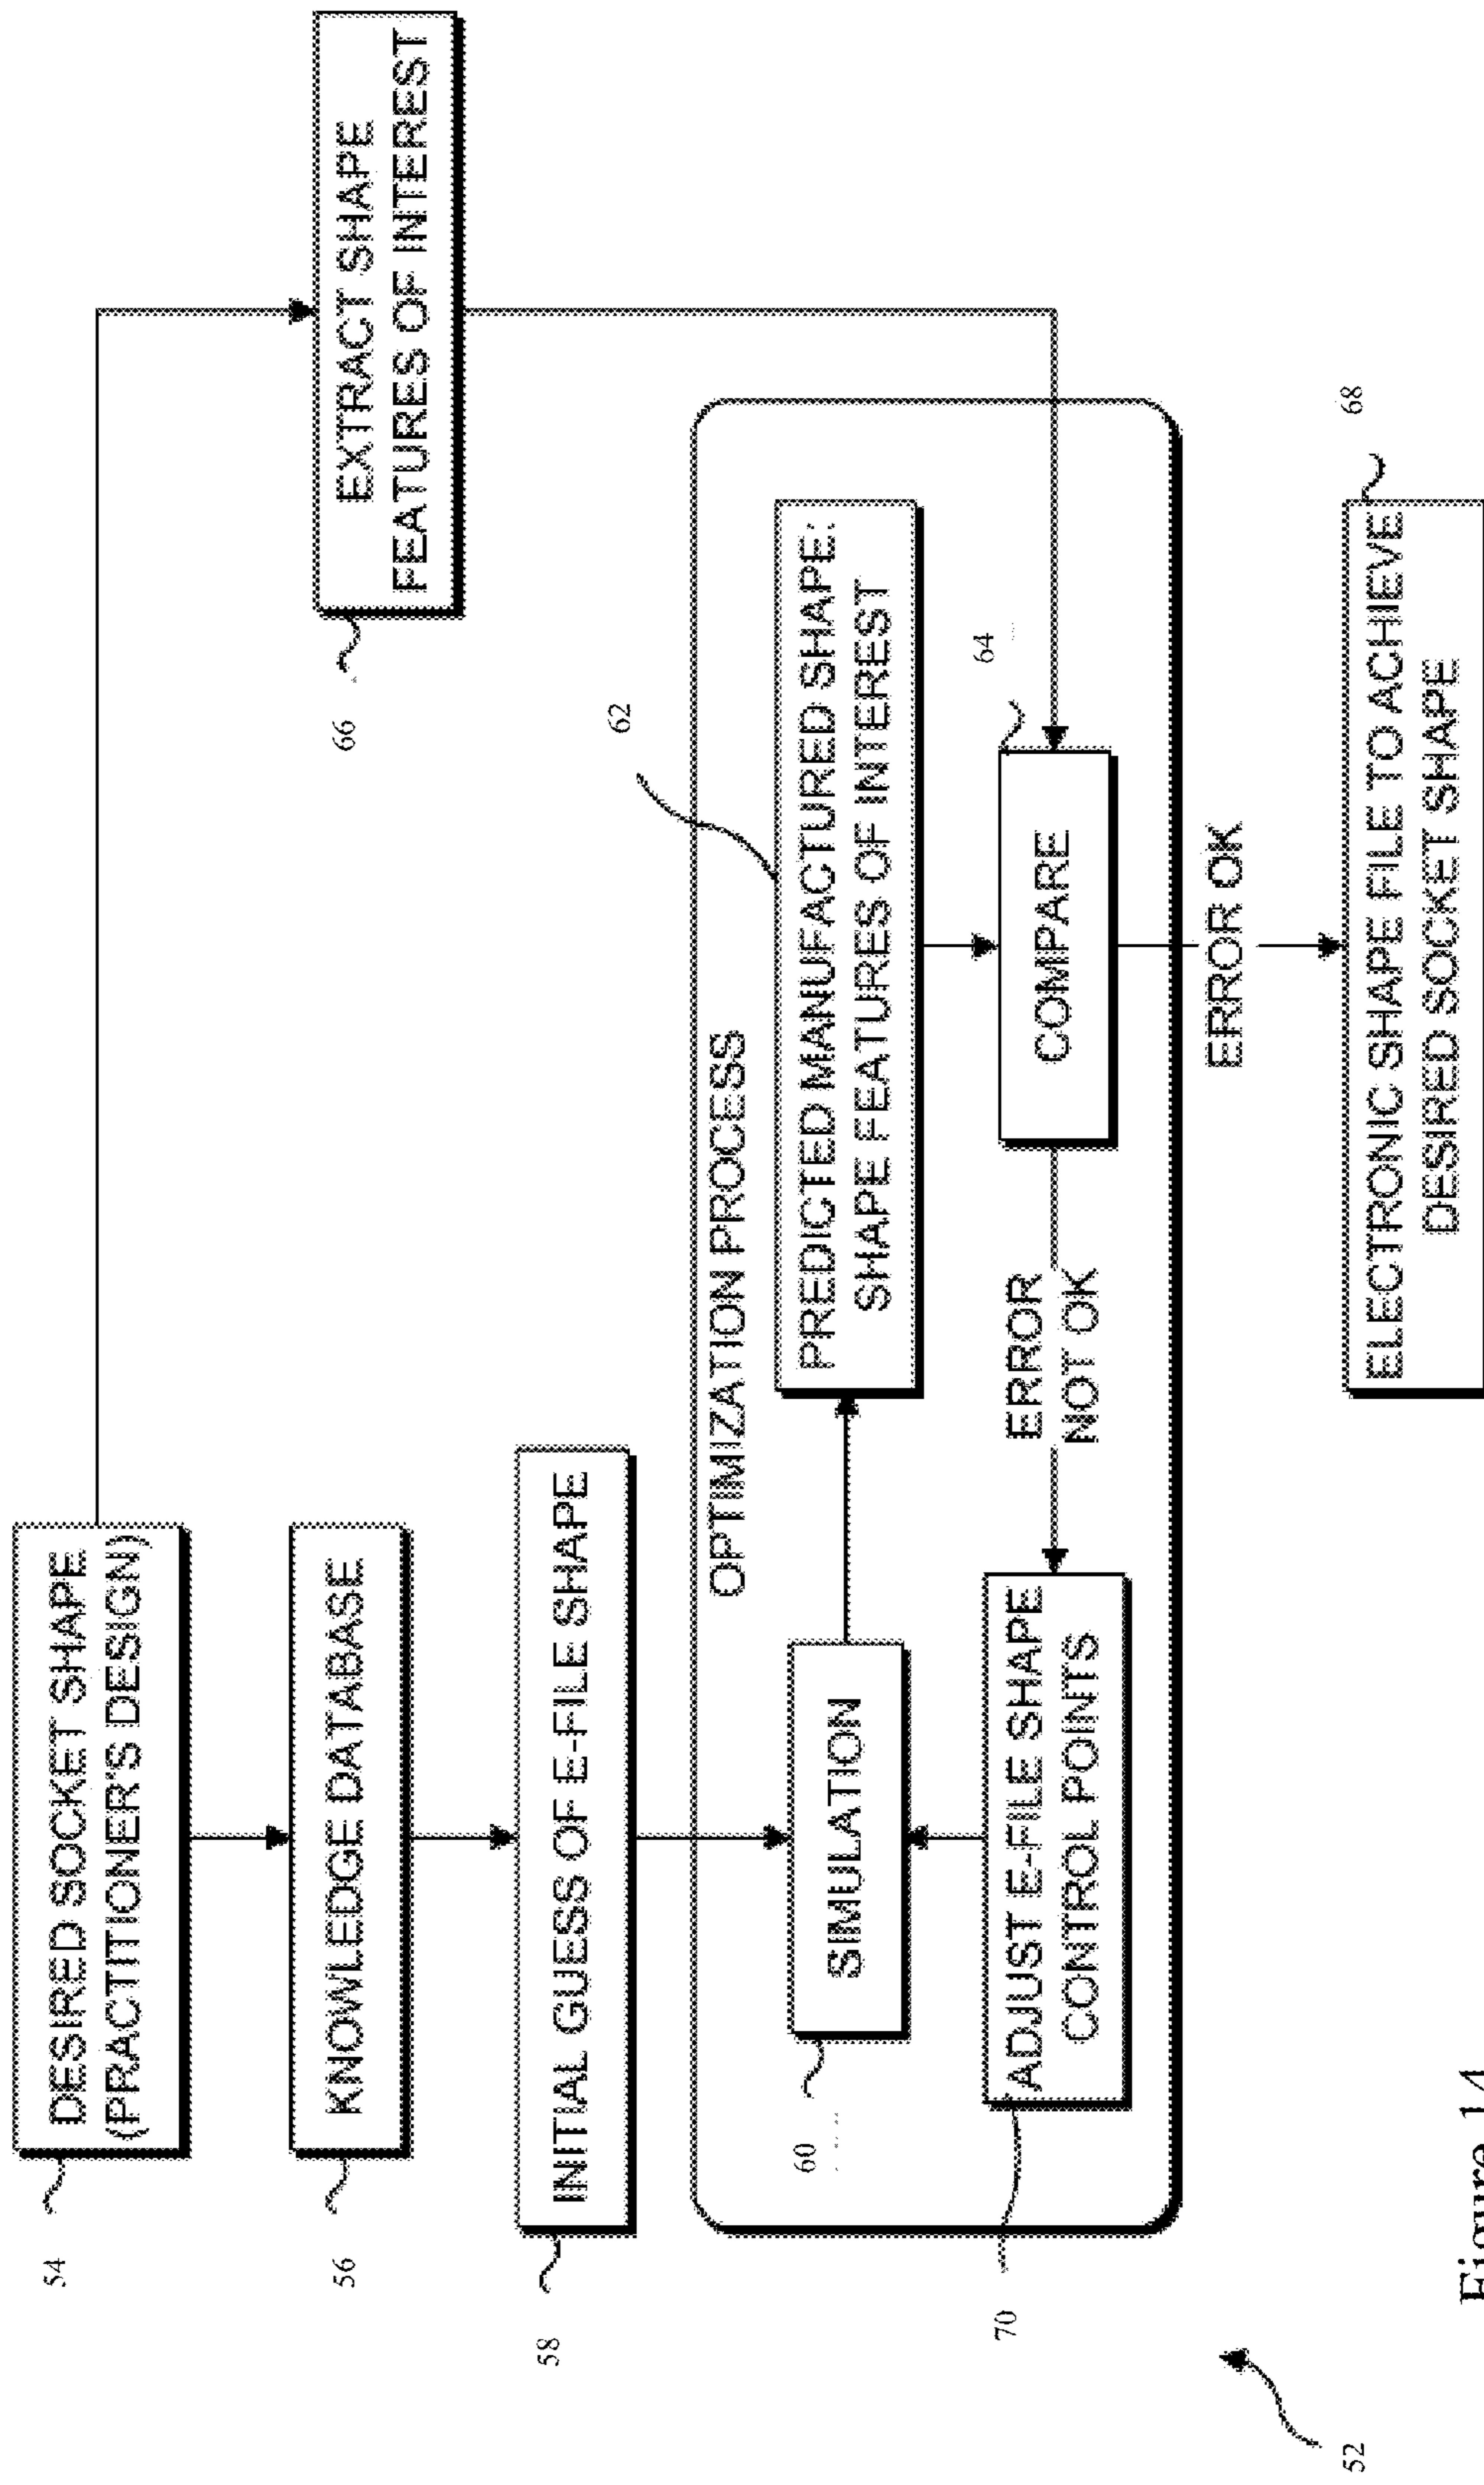 54
DESIRED SOCKET SHAPE
(PRACTITIONER'S DESIGN)
56
KNOWLEDGE DATABASE
66
EXTRACT SHAPE
FEATURES OF INTEREST
58
INITIAL GUESS OF E-FILE SHAPE
62
OPTIMIZATION PROCESS
60
SIMULATION
PREDICTED MANUFACTURED SHAPE:
SHAPE FEATURES OF INTEREST
64
70
ADJUST E-FILE SHAPE
CONTROL POINTS
ERROR
NOT OK
COMPARE
ERROR OK
52
68
ELECTRONIC SHAPE FILE TO ACHIEVE
DESIRED SOCKET SHAPE
Figure 14